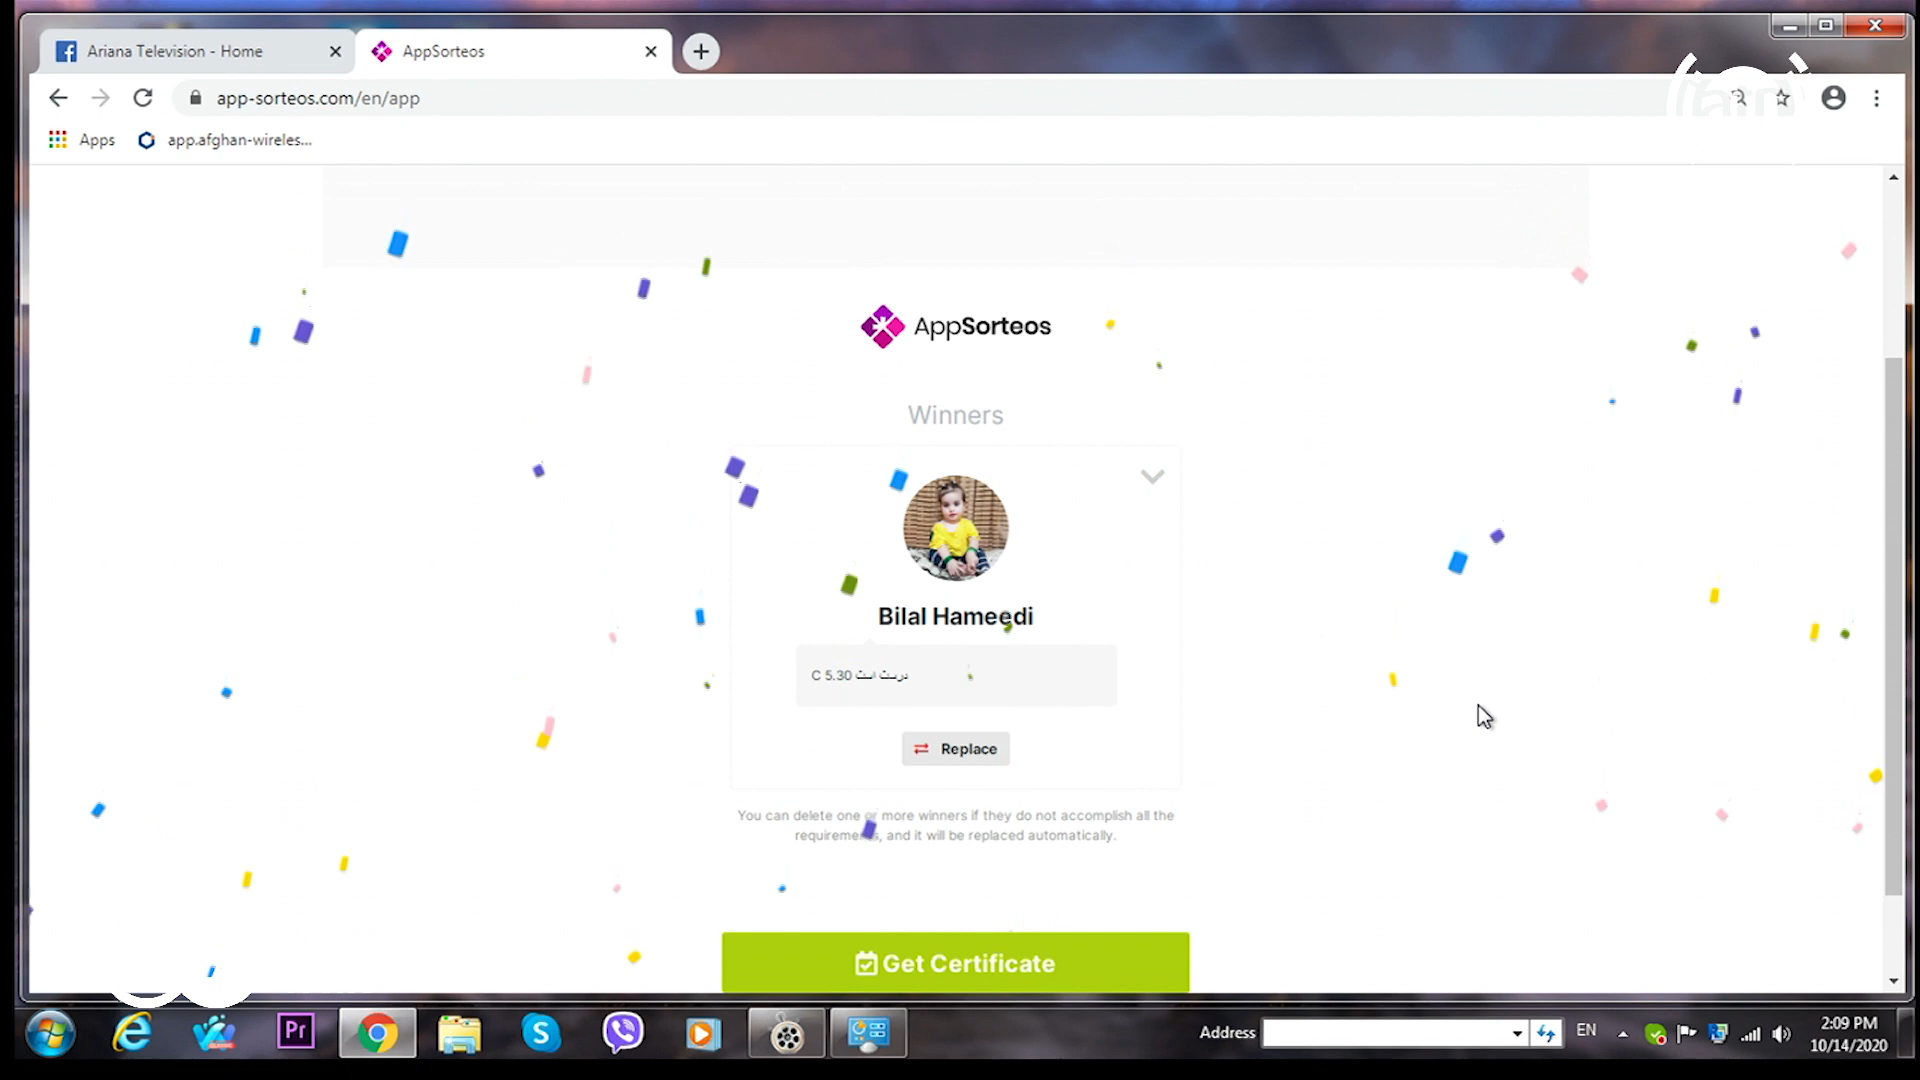 Ariana Television - Home
AppSorteos
app-sorteos.com/en/app
Apps
app.afghan-wireles...
AppSorteos
Winners
Bilal Hameedi
C 5.30 درست است
Replace
You can delete one or more winners if they do not accomplish all the
requirements, and it will be replaced automatically.
Get Certificate
Pr
Address
EN
2:09 PM
10/14/2020